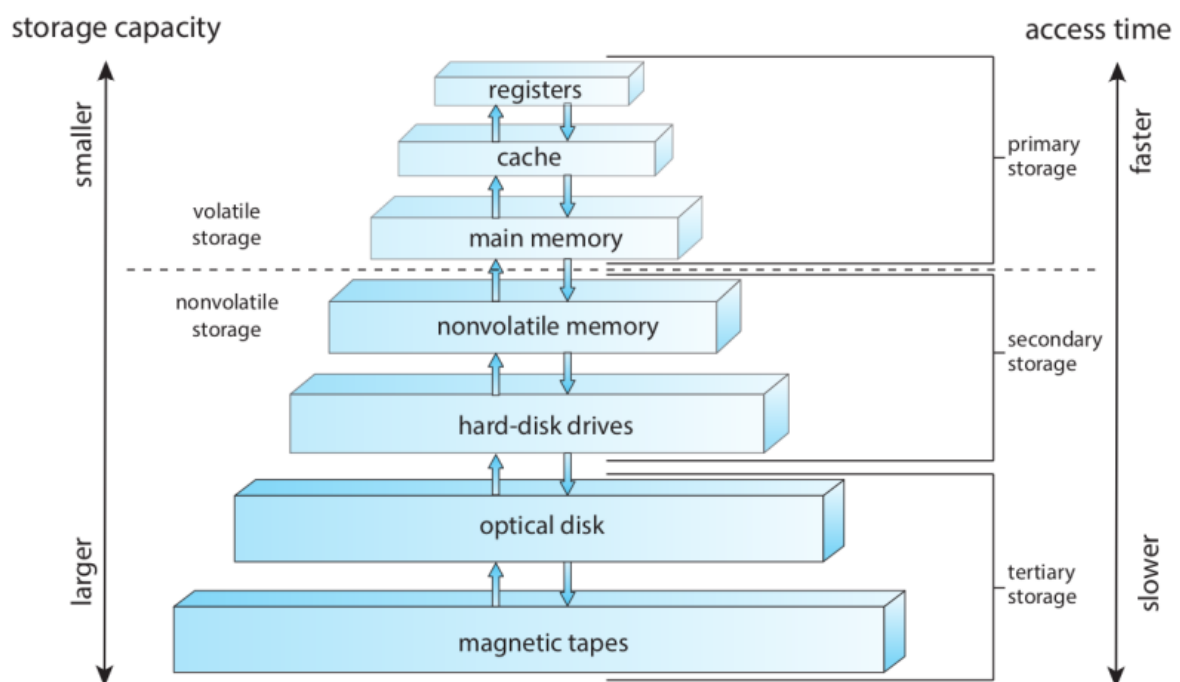 storage capacity
access time
smaller
larger
faster
slower
registers
cache
main memory
nonvolatile memory
hard-disk drives
optical disk
magnetic tapes
volatile
storage
nonvolatile
storage
primary
storage
secondary
storage
tertiary
storage